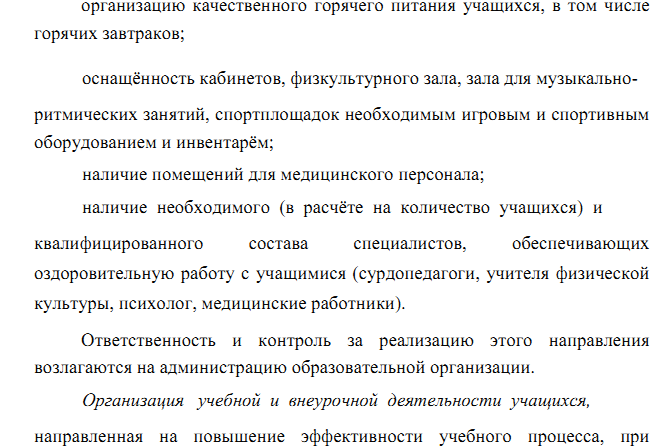 организацию качественного горячего питания учащихся, в том числе
горячих завтраков;
оснащённость кабинетов, физкультурного зала, зала для музыкально-
ритмических занятий, спортплощадок необходимым игровым и спортивным
оборудованием и инвентарём;
наличие помещений для медицинского персонала;
наличие необходимого (в расчёте на количество учащихся) и
квалифицированного состава специалистов, обеспечивающих
оздоровительную работу с учащимися (сурдопедагоги, учителя физической
культуры, психолог, медицинские работники).
Ответственность и контроль за реализацию этого направления
возлагаются на администрацию образовательной организации.
Организация учебной и внеурочной деятельности учащихся,
направленная на повышение эффективности учебного процесса, при